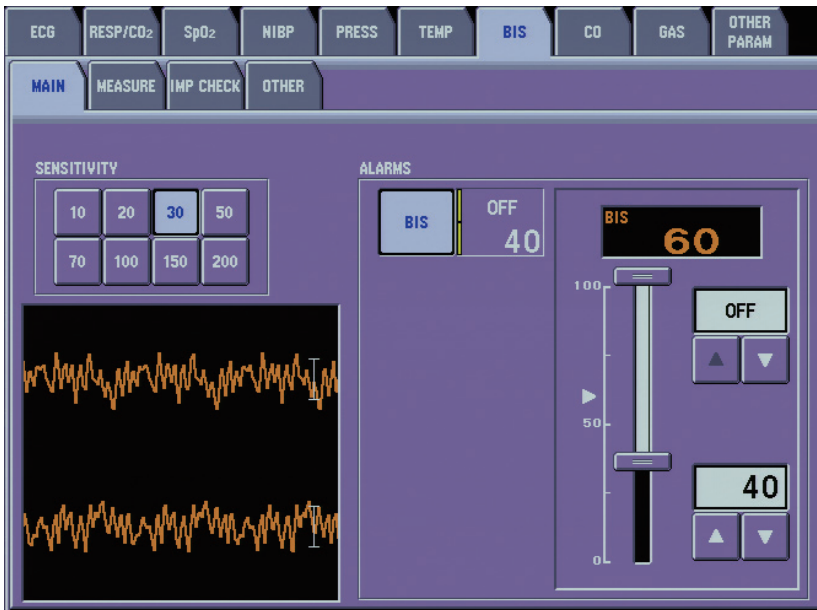 ECG RESP/CO2 SpO2 NIBP PRESS TEMP BIS CO GAS OTHER PARAM
MAIN MEASURE IMP CHECK OTHER
SENSITIVITY
10 20 30 50
70 100 150 200
ALARMS
BIS OFF
40
BIS
60
100
50
0
OFF
40